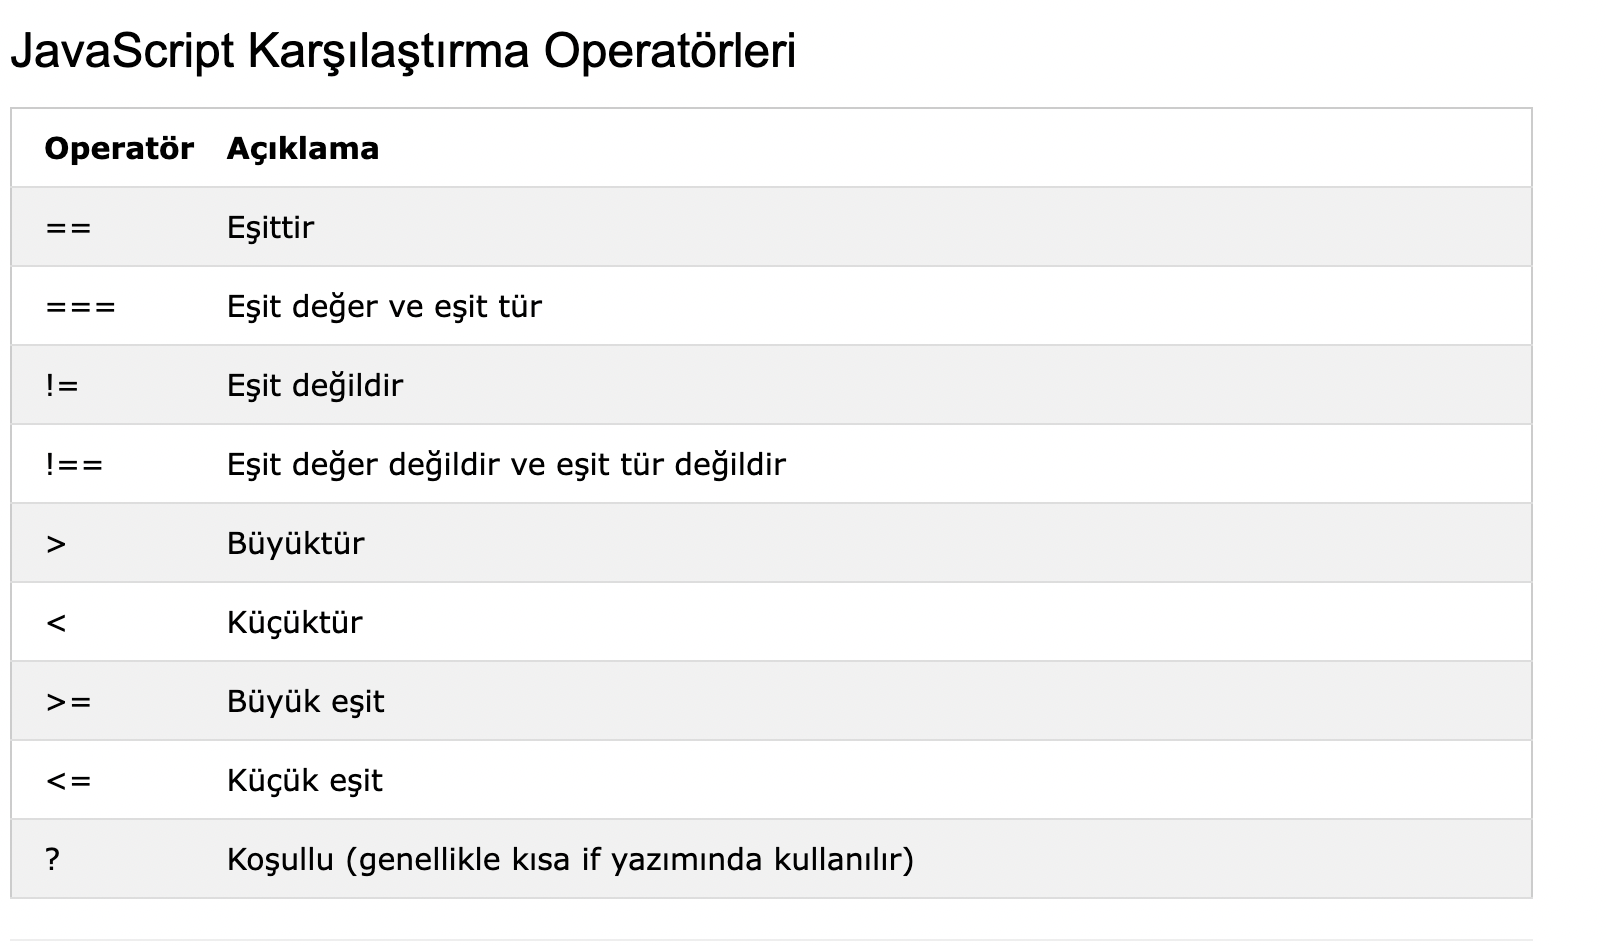 JavaScript Karşılaştırma Operatörleri
Operatör Açıklama
== Eşittir
=== Eşit değer ve eşit tür
!= Eşit değildir
!== Eşit değer değildir ve eşit tür değildir
> Büyüktür
< Küçüktür
>= Büyük eşit
<= Küçük eşit
? Koşullu (genellikle kısa if yazımında kullanılır)